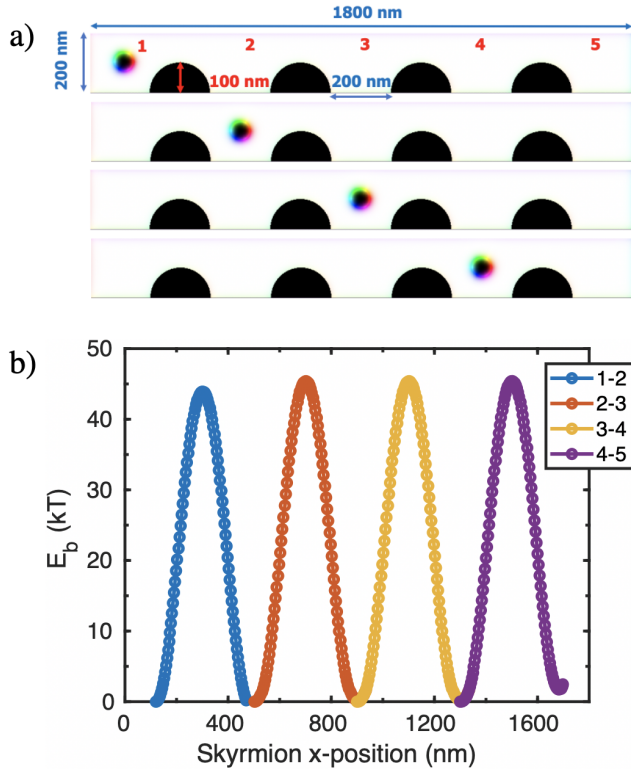 a)
1800 nm
200 nm
1 2 3 4 5
100 nm 200 nm
b)
50
40
30
20
10
0
E_b (kT)
1-2
2-3
3-4
4-5
0 400 800 1200 1600
Skyrmion x-position (nm)